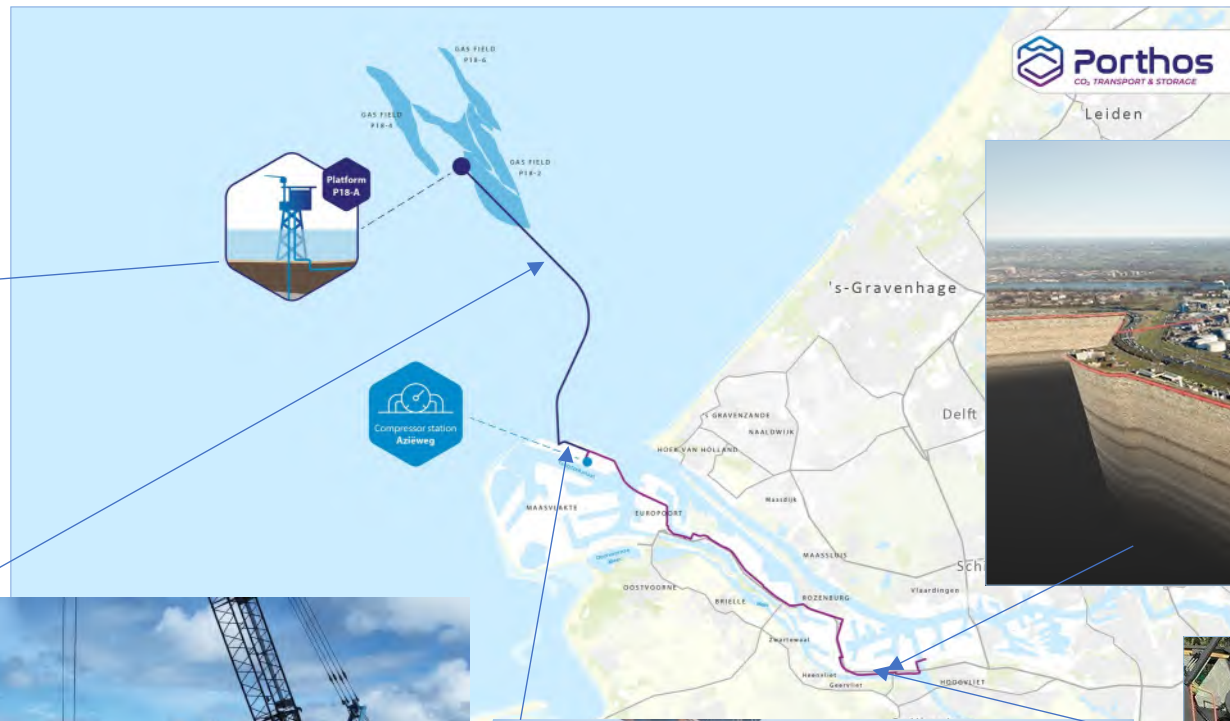 GAS FIELD
P18-6
Porthos
CO₂ TRANSPORT & STORAGE
Leiden
GAS FIELD
P18-4
GAS FIELD
P18-2
Platform
P18-A
's-Gravenhage
Compressor station
Aziëweg
'S GRAVENZANDE
NAALDWIJK
Delft
HOEK VAN HOLLAND
MAASVLAKTE
EUROPOORT
Maasdijk
MAASSLUIS
Schi
OOSTVOORNE
BRIELLE
ROZENBURG
Vlaardingen
Zwartewaal
Heenvliet
Geervliet
HOOGVLIET